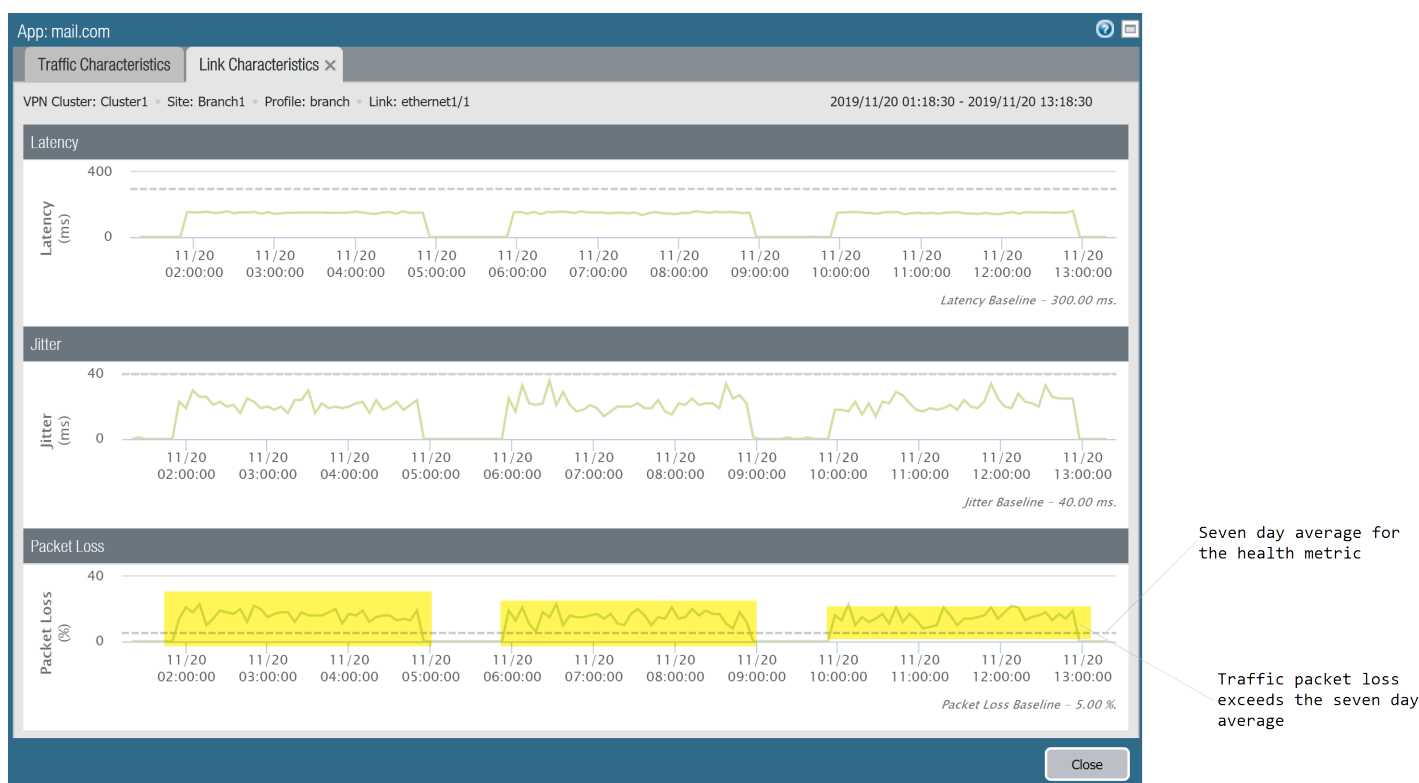 App: mail.com
Traffic Characteristics
Link Characteristics
VPN Cluster: Cluster1 • Site: Branch1 • Profile: branch • Link: ethernet1/1
2019/11/20 01:18:30 - 2019/11/20 13:18:30
Latency
400
0
Latency
(ms)
11/20 11/20 11/20 11/20 11/20 11/20 11/20 11/20 11/20 11/20 11/20 11/20
02:00:00 03:00:00 04:00:00 05:00:00 06:00:00 07:00:00 08:00:00 09:00:00 10:00:00 11:00:00 12:00:00 13:00:00
Latency Baseline – 300.00 ms.
Jitter
40
0
Jitter
(ms)
11/20 11/20 11/20 11/20 11/20 11/20 11/20 11/20 11/20 11/20 11/20 11/20
02:00:00 03:00:00 04:00:00 05:00:00 06:00:00 07:00:00 08:00:00 09:00:00 10:00:00 11:00:00 12:00:00 13:00:00
Jitter Baseline – 40.00 ms.
Packet Loss
40
0
Packet Loss
(%)
11/20 11/20 11/20 11/20 11/20 11/20 11/20 11/20 11/20 11/20 11/20 11/20
02:00:00 03:00:00 04:00:00 05:00:00 06:00:00 07:00:00 08:00:00 09:00:00 10:00:00 11:00:00 12:00:00 13:00:00
Packet Loss Baseline – 5.00 %.
Seven day average for
the health metric
Traffic packet loss
exceeds the seven day
average
Close